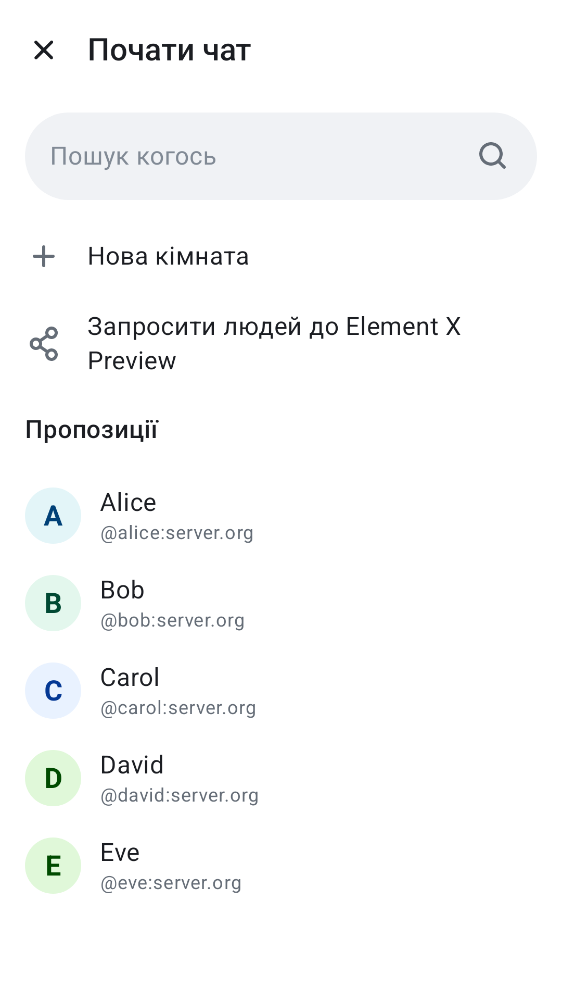 Почати чат
Пошук когось
Нова кімната
Запросити людей до Element X
Preview
Пропозиції
A
Alice
@alice:server.org
B
Bob
@bob:server.org
C
Carol
@carol:server.org
D
David
@david:server.org
E
Eve
@eve:server.org